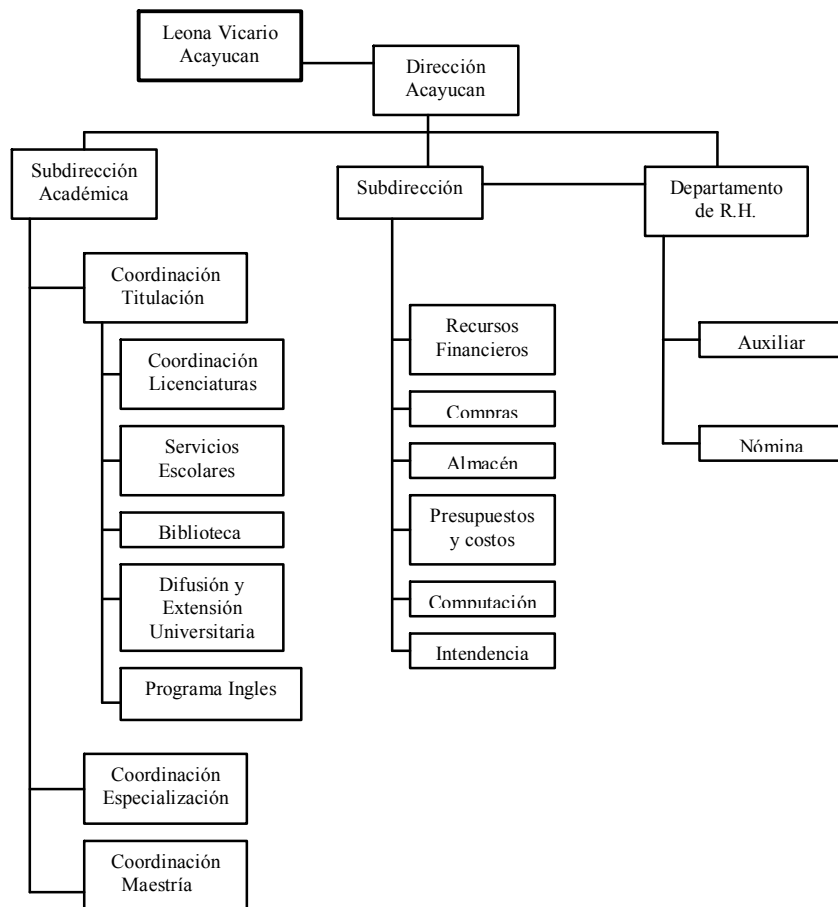 Leona Vicario
Acayucan
Dirección
Acayucan
Subdirección
Académica
Subdirección
Departamento
de R.H.
Coordinación
Titulación
Coordinación
Licenciaturas
Servicios
Escolares
Biblioteca
Difusión y
Extensión
Universitaria
Programa Ingles
Coordinación
Especialización
Coordinación
Maestría
Recursos
Financieros
Compras
Almacén
Presupuestos
y costos
Computación
Intendencia
Auxiliar
Nómina